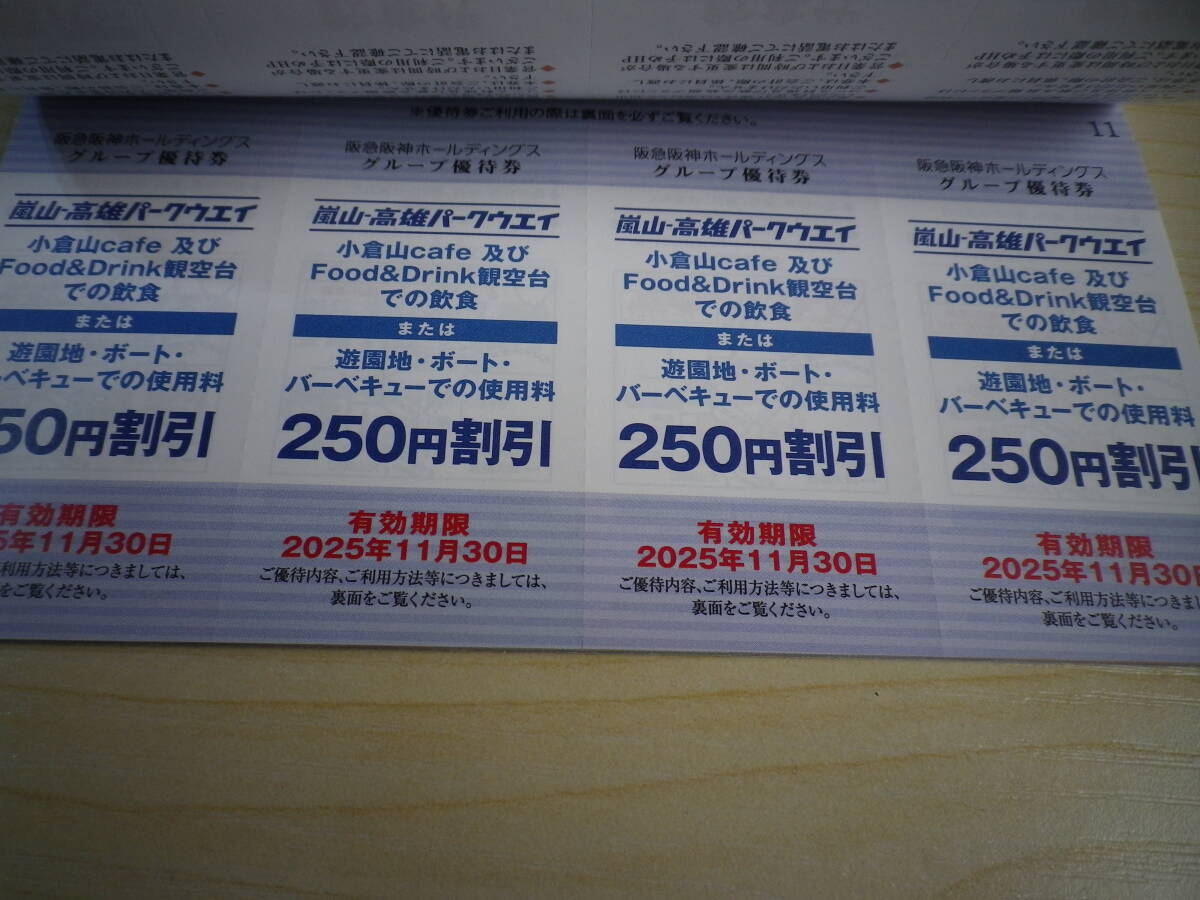 ※優待券ご利用の際は裏面を必ずご覧ください。
11
阪急阪神ホールディングス
グループ優待券
嵐山-高雄パークウエイ
小倉山cafe 及び
Food&Drink観空台
での飲食
または
遊園地・ボート・
ーベキューでの使用料
50円割引
有効期限
5年11月30日
利用方法等につきましては、
をご覧ください。
阪急阪神ホールディングス
グループ優待券
嵐山-高雄パークウエイ
小倉山cafe 及び
Food&Drink観空台
での飲食
または
遊園地・ボート・
バーベキューでの使用料
250円割引
有効期限
2025年11月30日
ご優待内容、ご利用方法等につきましては、
裏面をご覧ください。
阪急阪神ホールディングス
グループ優待券
嵐山-高雄パークウエイ
小倉山cafe 及び
Food&Drink観空台
での飲食
または
遊園地・ボート・
バーベキューでの使用料
250円割引
有効期限
2025年11月30日
ご優待内容、ご利用方法等につきましては、
裏面をご覧ください。
阪急阪神ホールディングス
グループ優待券
嵐山-高雄パークウエイ
小倉山cafe 及び
Food&Drink観空台
での飲食
または
遊園地・ボート・
バーベキューでの使用料
250円割引
有効期限
2025年11月30
ご優待内容、ご利用方法等につきまし
裏面をご覧ください。